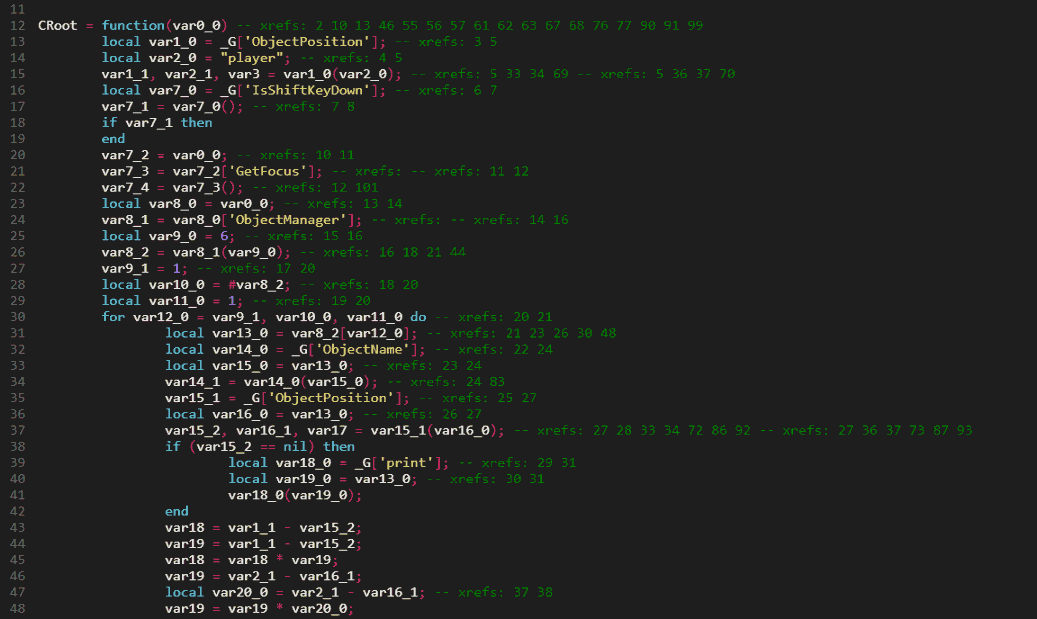 11
12 CRoot = function(var0_0) -- xrefs: 2 10 13 46 55 56 57 61 62 63 67 68 76 77 90 91 99
13 local var1_0 = _G['ObjectPosition']; -- xrefs: 3 5
14 local var2_0 = "player"; -- xrefs: 4 5
15 var1_1, var2_1, var3 = var1_0(var2_0); -- xrefs: 5 33 34 69 -- xrefs: 5 36 37 70
16 local var7_0 = _G['IsShiftKeyDown']; -- xrefs: 6 7
17 var7_1 = var7_0(); -- xrefs: 7 8
18 if var7_1 then
19 end
20 var7_2 = var0_0; -- xrefs: 10 11
21 var7_3 = var7_2['GetFocus']; -- xrefs: -- xrefs: 11 12
22 var7_4 = var7_3(); -- xrefs: 12 101
23 local var8_0 = var0_0; -- xrefs: 13 14
24 var8_1 = var8_0['ObjectManager']; -- xrefs: -- xrefs: 14 16
25 local var9_0 = 6; -- xrefs: 15 16
26 var8_2 = var8_1(var9_0); -- xrefs: 16 18 21 44
27 var9_1 = 1; -- xrefs: 17 20
28 local var10_0 = #var8_2; -- xrefs: 18 20
29 local var11_0 = 1; -- xrefs: 19 20
30 for var12_0 = var9_1, var10_0, var11_0 do -- xrefs: 20 21
31 local var13_0 = var8_2[var12_0]; -- xrefs: 21 23 26 30 48
32 local var14_0 = _G['ObjectName']; -- xrefs: 22 24
33 local var15_0 = var13_0; -- xrefs: 23 24
34 var14_1 = var14_0(var15_0); -- xrefs: 24 83
35 var15_1 = _G['ObjectPosition']; -- xrefs: 25 27
36 local var16_0 = var13_0; -- xrefs: 26 27
37 var15_2, var16_1, var17 = var15_1(var16_0); -- xrefs: 27 28 33 34 72 86 92 -- xrefs: 27 36 37 73 87 93
38 if (var15_2 == nil) then
39 local var18_0 = _G['print']; -- xrefs: 29 31
40 local var19_0 = var13_0; -- xrefs: 30 31
41 var18_0(var19_0);
42 end
43 var18 = var1_1 - var15_2;
44 var19 = var1_1 - var15_2;
45 var18 = var18 * var19;
46 var19 = var2_1 - var16_1;
47 local var20_0 = var2_1 - var16_1; -- xrefs: 37 38
48 var19 = var19 * var20_0;